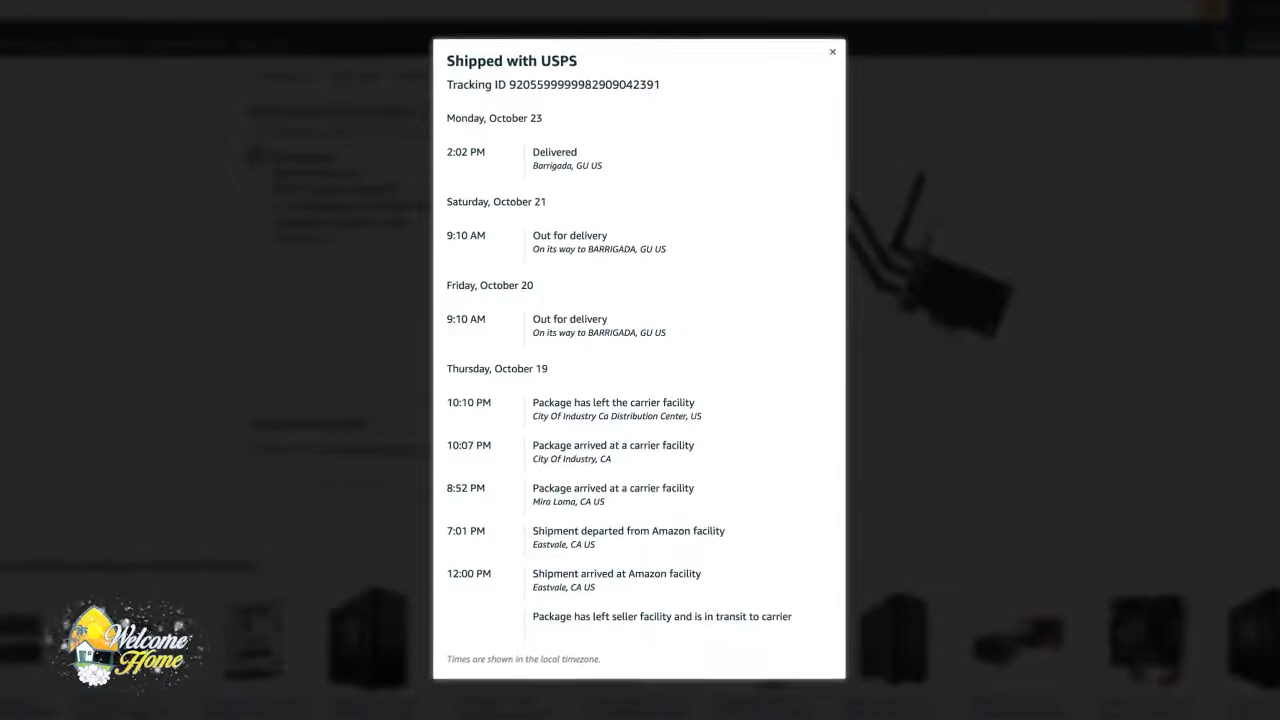 Shipped with USPS
Tracking ID 9205599999982909042391
Monday, October 23
2:02 PM
Delivered
Barrigada, GU US
Saturday, October 21
9:10 AM
Out for delivery
On its way to BARRIGADA, GU US
Friday, October 20
9:10 AM
Out for delivery
On its way to BARRIGADA, GU US
Thursday, October 19
10:10 PM
Package has left the carrier facility
City Of Industry Ca Distribution Center, US
10:07 PM
Package arrived at a carrier facility
City Of Industry, CA
8:52 PM
Package arrived at a carrier facility
Mira Loma, CA US
7:01 PM
Shipment departed from Amazon facility
Eastvale, CA US
12:00 PM
Shipment arrived at Amazon facility
Eastvale, CA US
Package has left seller facility and is in transit to carrier
Times are shown in the local timezone.
Welcome
Home